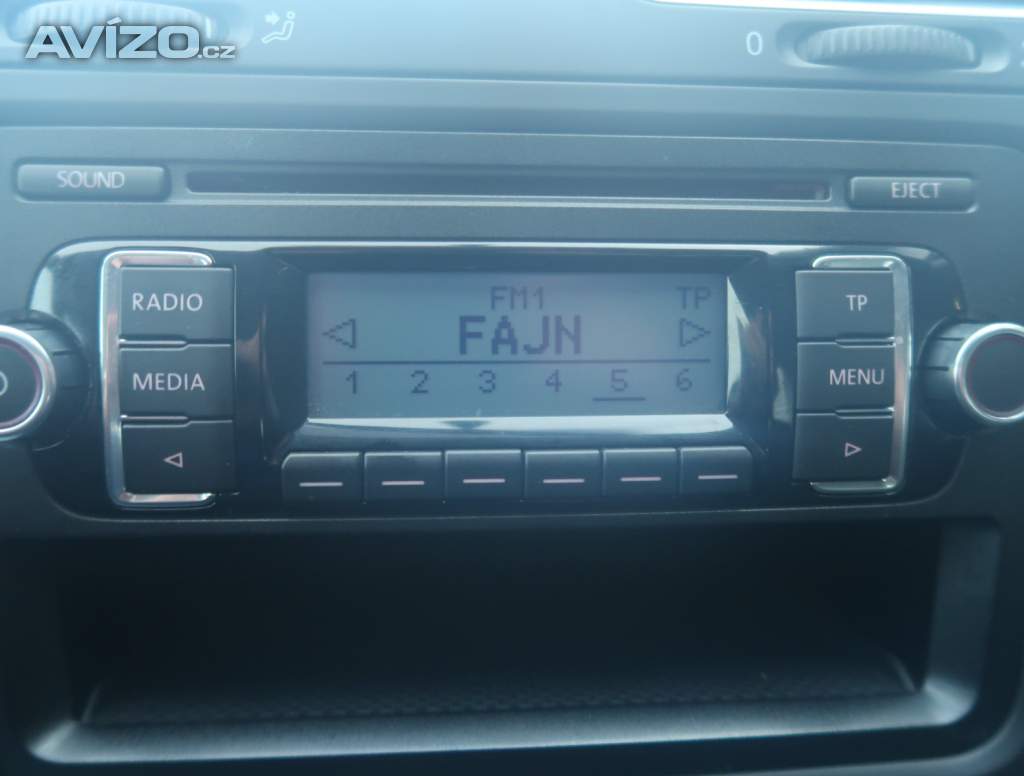 AVÍZO.cz
0
SOUND
EJECT
RADIO
FM1 TP
TP
FAJN
MEDIA
1 2 3 4 5 6
MENU